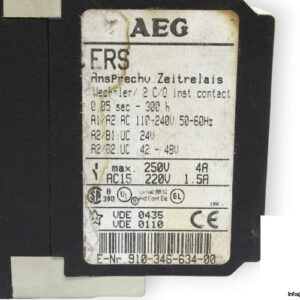 AEG
ERS
Ansprechv. Zeitrelais
Wechsler/ 2 C/O inst contact
0.05 sec - 300 h
A1/A2 AC 110-240V 50-60Hz
A2/B1 UC 24V
A2/B2 UC 42 - 48V
max. 250V 4A
AC15 220V 1.5A
VDE 0435
VDE 0110
CE
E-Nr 910-346-634-00